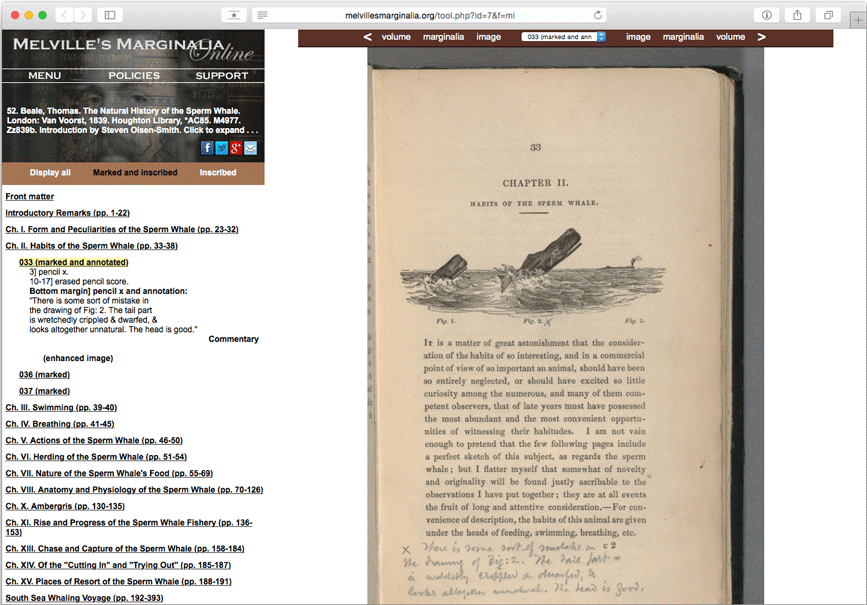 melvillesmarginalia.org/tool.php?id=7&f=mi
MELVILLE'S MARGINALIA
Online
MENU POLICIES SUPPORT
52. Beale, Thomas. The Natural History of the Sperm Whale.
London: Van Voorst, 1839. Houghton Library, *AC85. M4977.
Zz839b. Introduction by Steven Olsen-Smith. Click to expand . . .
Display all Marked and inscribed Inscribed
Front matter
Introductory Remarks (pp. 1-22)
Ch. I. Form and Peculiarities of the Sperm Whale (pp. 23-32)
Ch. II. Habits of the Sperm Whale (pp. 33-38)
033 (marked and annotated)
3] pencil x.
10-17] erased pencil score.
Bottom margin] pencil x and annotation:
"There is some sort of mistake in
the drawing of Fig: 2. The tail part
is wretchedly crippled & dwarfed, &
looks altogether unnatural. The head is good."
Commentary
(enhanced image)
036 (marked)
037 (marked)
Ch. III. Swimming (pp. 39-40)
Ch. IV. Breathing (pp. 41-45)
Ch. V. Actions of the Sperm Whale (pp. 46-50)
Ch. VI. Herding of the Sperm Whale (pp. 51-54)
Ch. VII. Nature of the Sperm Whale's Food (pp. 55-69)
Ch. VIII. Anatomy and Physiology of the Sperm Whale (pp. 70-126)
Ch. X. Ambergris (pp. 130-135)
Ch. XI. Rise and Progress of the Sperm Whale Fishery (pp. 136-
153)
Ch. XIII. Chase and Capture of the Sperm Whale (pp. 158-184)
Ch. XIV. Of the "Cutting In" and "Trying Out" (pp. 185-187)
Ch. XV. Places of Resort of the Sperm Whale (pp. 188-191)
South Sea Whaling Voyage (pp. 192-393)
< volume marginalia image 033 (marked and ann image marginalia volume >
33
CHAPTER II.
HABITS OF THE SPERM WHALE.
Fig. 1. Fig. 2. X Fig. 3.
IT is a matter of great astonishment that the consider-
ation of the habits of so interesting, and in a commercial
point of view of so important an animal, should have been
so entirely neglected, or should have excited so little
curiosity among the numerous, and many of them com-
petent observers, that of late years must have possessed
the most abundant and the most convenient opportu-
nities of witnessing their habitudes. I am not vain
enough to pretend that the few following pages include
a perfect sketch of this subject, as regards the sperm
whale; but I flatter myself that somewhat of novelty
and originality will be found justly ascribable to the
observations I have put together; they are at all events
the fruit of long and attentive consideration.—For con-
venience of description, the habits of this animal are given
under the heads of feeding, swimming, breathing, etc.
c 2
X There is some sort of mistake in
the drawing of Fig: 2. The tail part
is wretchedly crippled & dwarfed, &
looks altogether unnatural. The head is good.